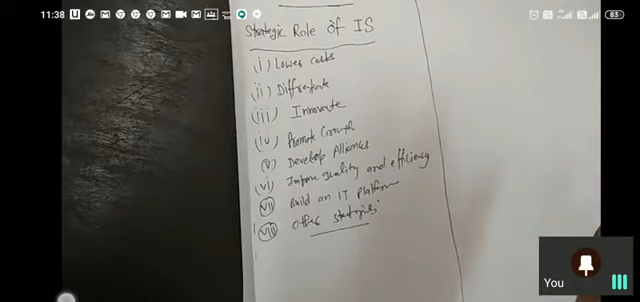 11:38
83
Strategic Role of IS
(i) Lower costs
(ii) Differentiate
(iii) Innovate
(iv) Promote Growth
(v) Develop Alliances
(vi) Improve quality and efficiency
(vii) Build an IT Platform
(viii) Other strategies
You